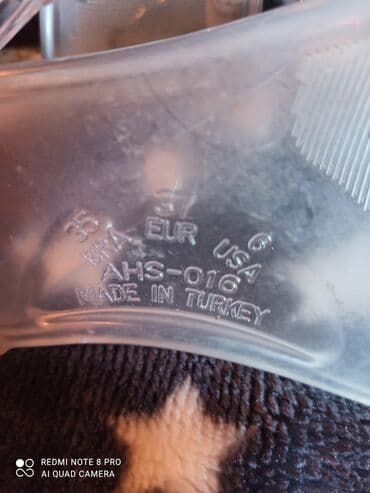 35 37 6
BRA EUR USA
AHS-016
MADE IN TURKEY
REDMI NOTE 8 PRO
AI QUAD CAMERA